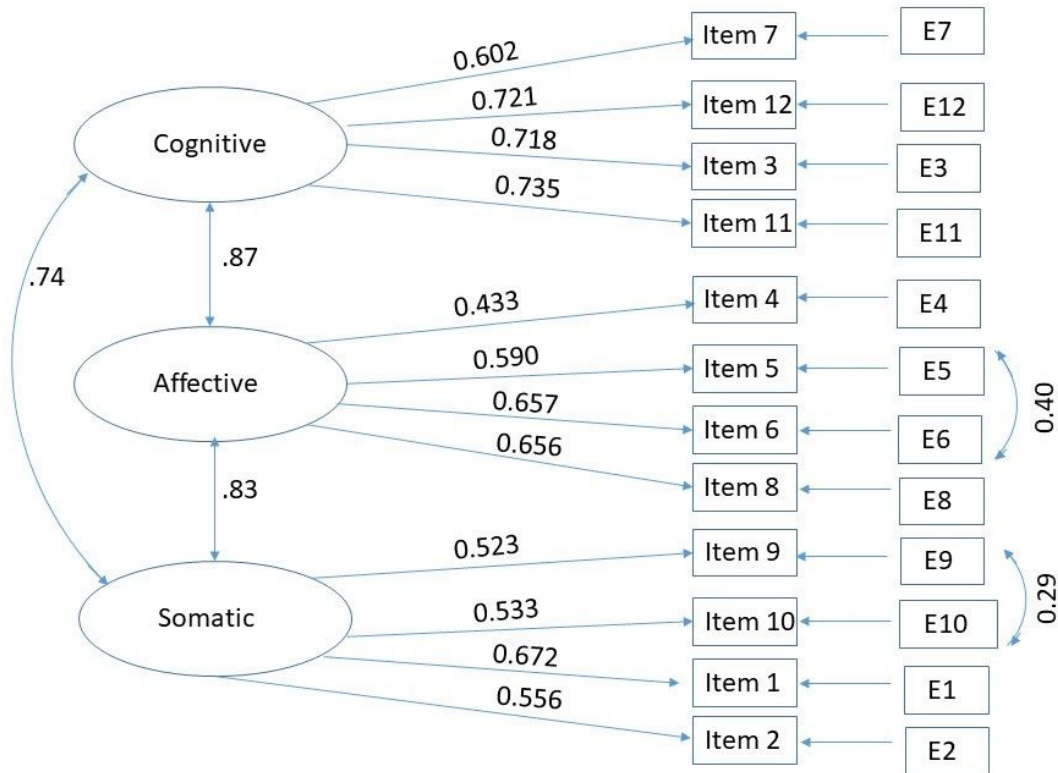 Item 7
E7
0.602
Item 12
E12
0.721
Cognitive
0.718
Item 3
E3
0.735
Item 11
E11
.74
.87
Item 4
E4
0.433
Item 5
E5
0.590
Affective
0.657
Item 6
E6
0.40
0.656
Item 8
E8
.83
Item 9
E9
0.523
0.533
Item 10
E10
0.29
Somatic
0.672
Item 1
E1
0.556
Item 2
E2